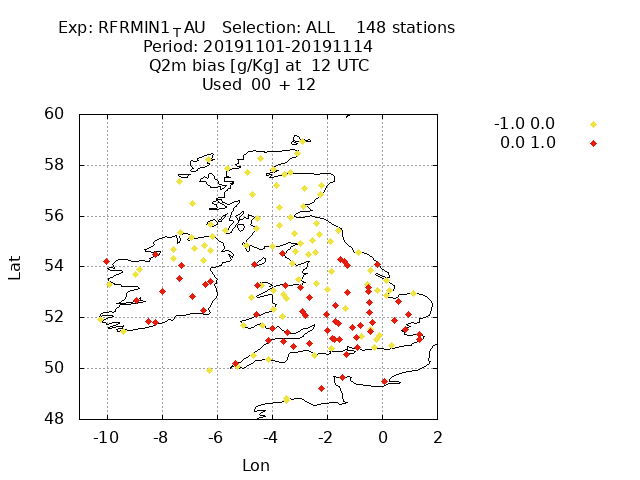 Exp: RFRMIN1TAU Selection: ALL 148 stations
Period: 20191101-20191114
Q2m bias [g/Kg] at 12 UTC
Used 00 + 12
-1.0 0.0
0.0 1.0
60
58
56
54
52
50
48
Lat
-10 -8 -6 -4 -2 0 2
Lon